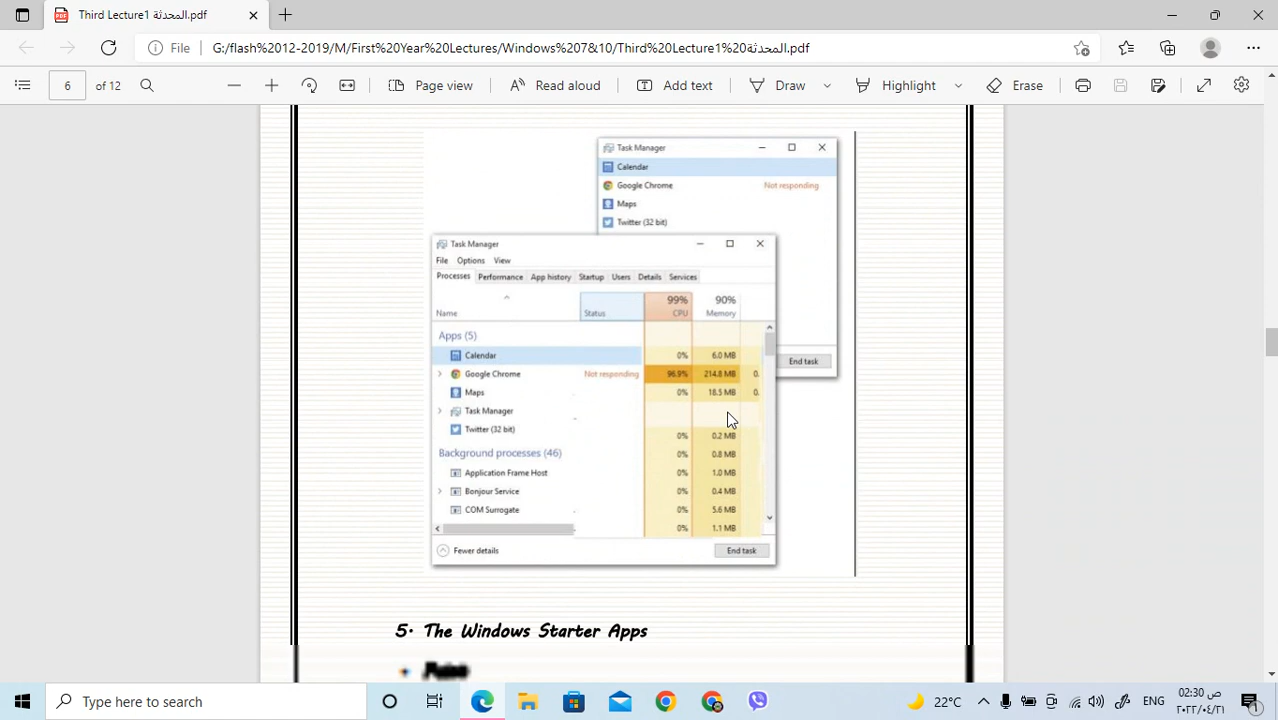 Third Lecture1 المحدثة.pdf
File G:/flash%2012-2019/M/First%20Year%20Lectures/Windows%207&10/Third%20Lecture1%20المحدثة.pdf
6 of 12 Page view Read aloud Add text Draw Highlight Erase
Task Manager
Calendar
Google Chrome Not responding
Maps
Twitter (32 bit)
End task
Task Manager
File Options View
Processes Performance App history Startup Users Details Services
99% 90%
Name Status CPU Memory
Apps (5)
Calendar 0% 6.0 MB
Google Chrome Not responding 96.9% 214.8 MB 0.
Maps 0% 18.5 MB 0.
Task Manager
Twitter (32 bit) 0% 0.2 MB
Background processes (46) 0% 0.8 MB
Application Frame Host 0% 1.0 MB
Bonjour Service 0% 0.4 MB
COM Surrogate 0% 5.6 MB
0% 1.1 MB
Fewer details End task
5. The Windows Starter Apps
Type here to search 22°C ENG
02:30 ص